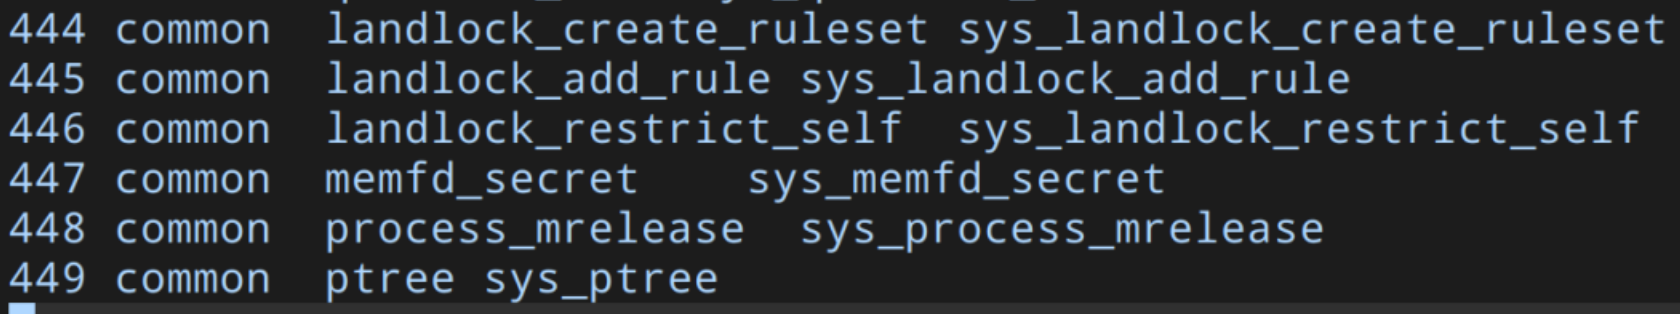 444 common landlock_create_ruleset sys_landlock_create_ruleset
445 common landlock_add_rule sys_landlock_add_rule
446 common landlock_restrict_self sys_landlock_restrict_self
447 common memfd_secret sys_memfd_secret
448 common process_mrelease sys_process_mrelease
449 common ptree sys_ptree